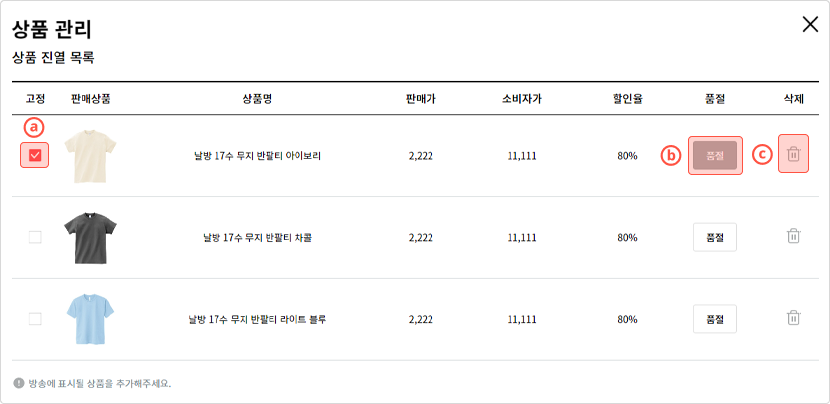 상품 관리
상품 진열 목록
고정 판매상품 상품명 판매가 소비자가 할인율 품절 삭제
ⓐ
날방 17수 무지 반팔티 아이보리 2,222 11,111 80% ⓑ 품절 ⓒ
날방 17수 무지 반팔티 차콜 2,222 11,111 80% 품절
날방 17수 무지 반팔티 라이트 블루 2,222 11,111 80% 품절
방송에 표시될 상품을 추가해주세요.